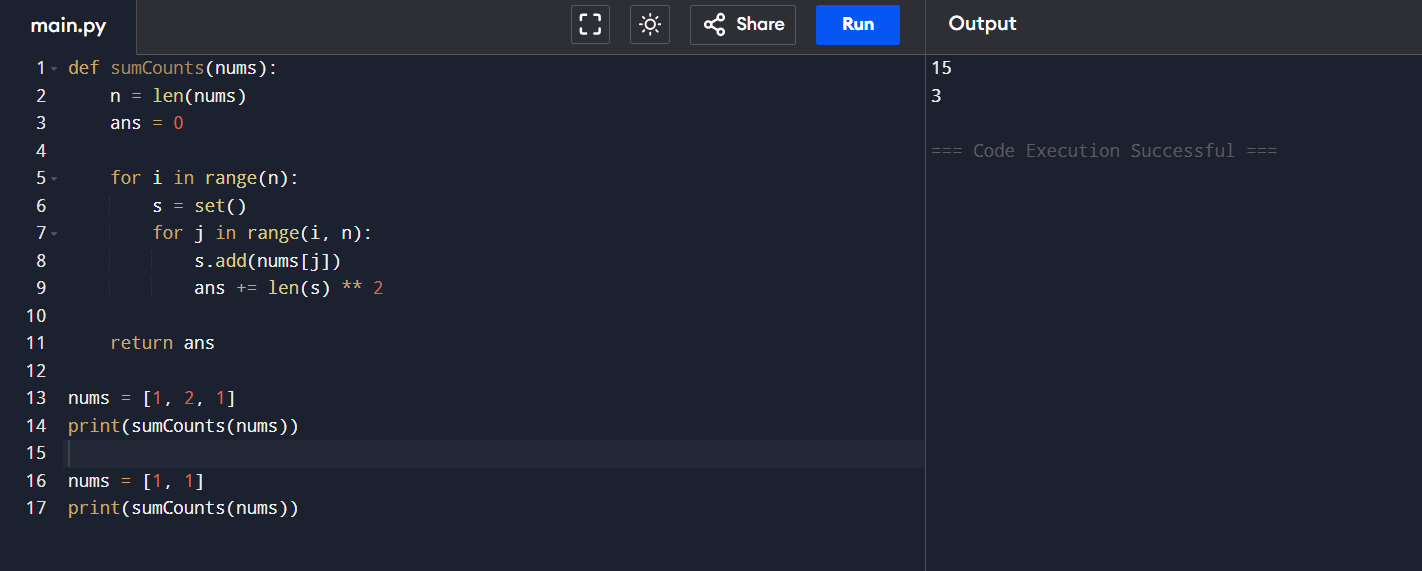 main.py
Share
Run
Output
1 def sumCounts(nums):
2     n = len(nums)
3     ans = 0
4
5     for i in range(n):
6         s = set()
7         for j in range(i, n):
8             s.add(nums[j])
9             ans += len(s) ** 2
10
11     return ans
12
13 nums = [1, 2, 1]
14 print(sumCounts(nums))
15
16 nums = [1, 1]
17 print(sumCounts(nums))
15
3
=== Code Execution Successful ===